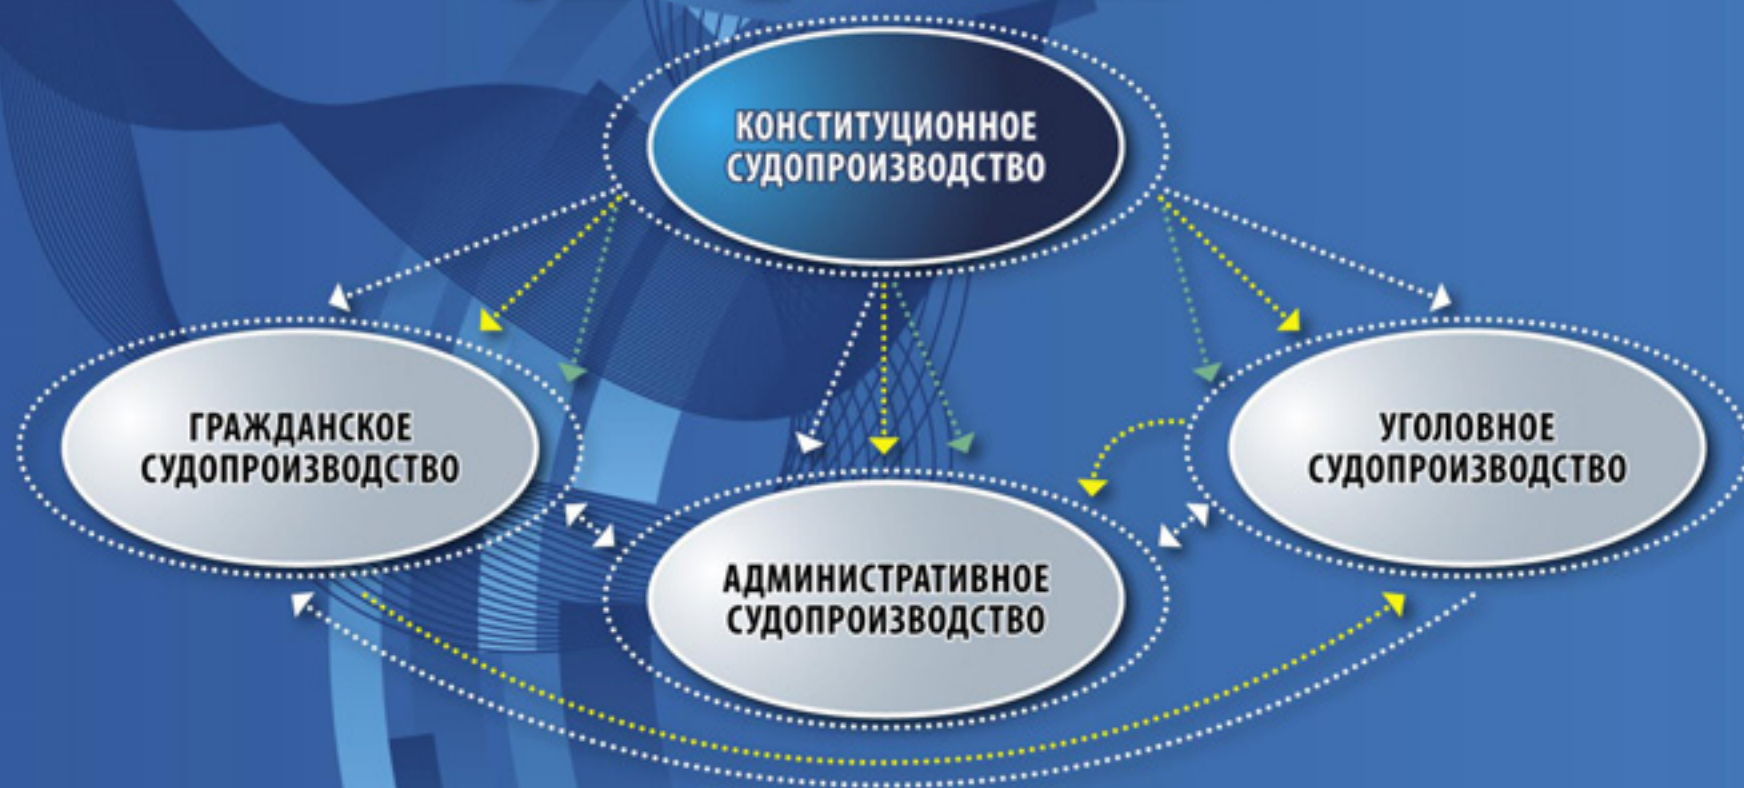 КОНСТИТУЦИОННОЕ
СУДОПРОИЗВОДСТВО
ГРАЖДАНСКОЕ
СУДОПРОИЗВОДСТВО
УГОЛОВНОЕ
СУДОПРОИЗВОДСТВО
АДМИНИСТРАТИВНОЕ
СУДОПРОИЗВОДСТВО